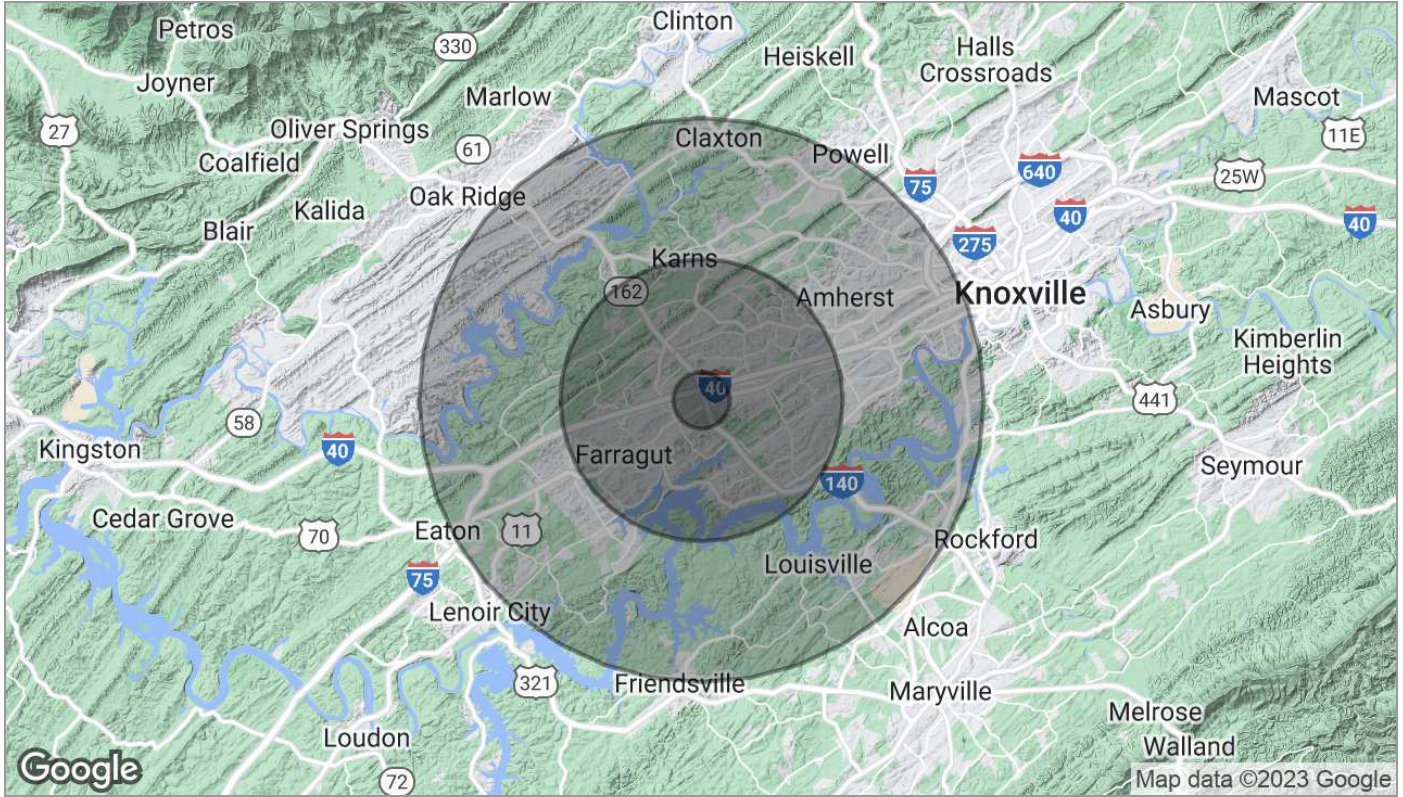 Clinton
Petros
330
Halls
Crossroads
Heiskell
Joyner
Marlow
Mascot
27
Oliver Springs
11E
Claxton
61
Powell
Coalfield
640
25W
75
Oak Ridge
Kalida
40
40
Blair
275
Karns
162
Knoxville
Amherst
Asbury
Kimberlin
Heights
40
441
58
Kingston
40
Farragut
Seymour
140
Cedar Grove
70
Eaton
11
Rockford
Louisville
75
Lenoir City
Alcoa
321
Friendsville
Maryville
Melrose
Loudon
Walland
Google
72
Map data ©2023 Google